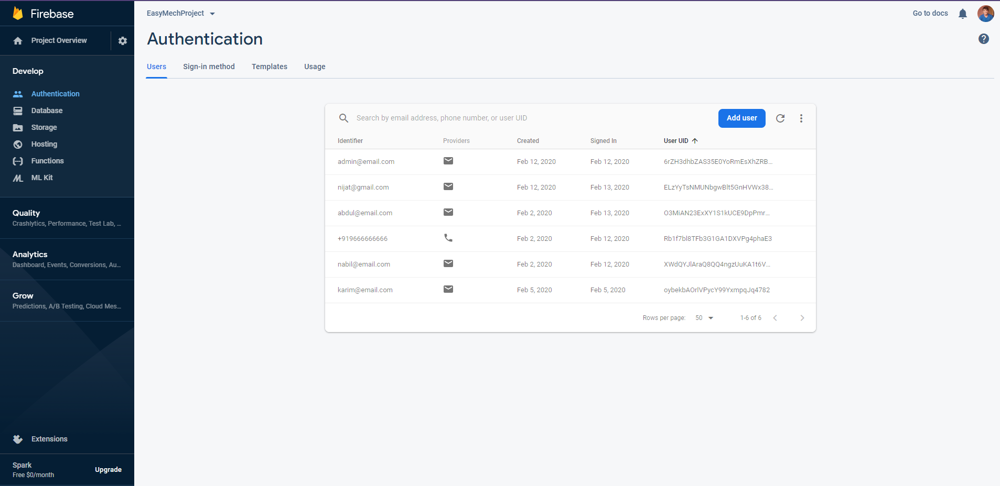 Firebase
Project Overview
Develop
Authentication
Database
Storage
Hosting
Functions
ML Kit
Quality
Crashlytics, Performance, Test Lab, ...
Analytics
Dashboard, Events, Conversions, Au...
Grow
Predictions, A/B Testing, Cloud Mes...
Extensions
Spark
Free $0/month
Upgrade
EasyMechProject
Go to docs
Authentication
Users Sign-in method Templates Usage
Search by email address, phone number, or user UID
Add user
Identifier Providers Created Signed In User UID
admin@email.com Feb 12, 2020 Feb 12, 2020 6rZH3dhbZAS35E0YoRmEsXhZRB...
nijat@gmail.com Feb 12, 2020 Feb 13, 2020 ELzYyTsNMUNbgwBlt5GnHVWx38...
abdul@email.com Feb 2, 2020 Feb 13, 2020 O3MiAN23ExXY1S1kUCE9DpPmr...
+919666666666 Feb 2, 2020 Feb 12, 2020 Rb1f7bl8TFb3G1GA1DXVPg4phaE3
nabil@email.com Feb 2, 2020 Feb 12, 2020 XWdQYJlAraQ8QQ4ngzUuKA1t6V...
karim@email.com Feb 5, 2020 Feb 5, 2020 oybekbAOrlVPycY99YxmpqJq4782
Rows per page: 50 1-6 of 6